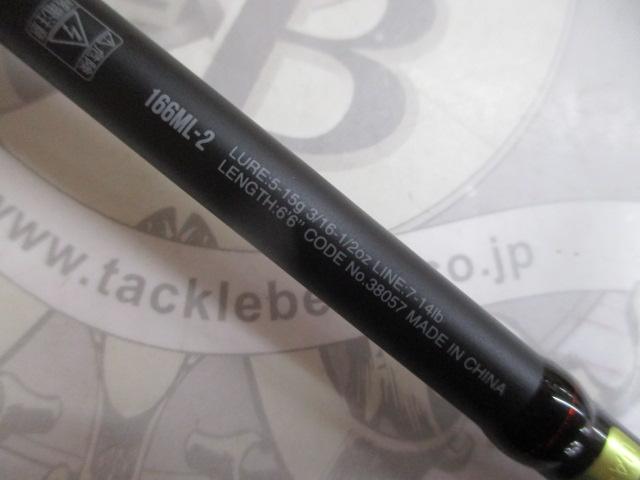 166ML-2
LURE:5-15g 3/16-1/2oz LINE:7-14lb
LENGTH:6'6" CODE No.38057 MADE IN CHINA
B
www.tacklebe co.jp